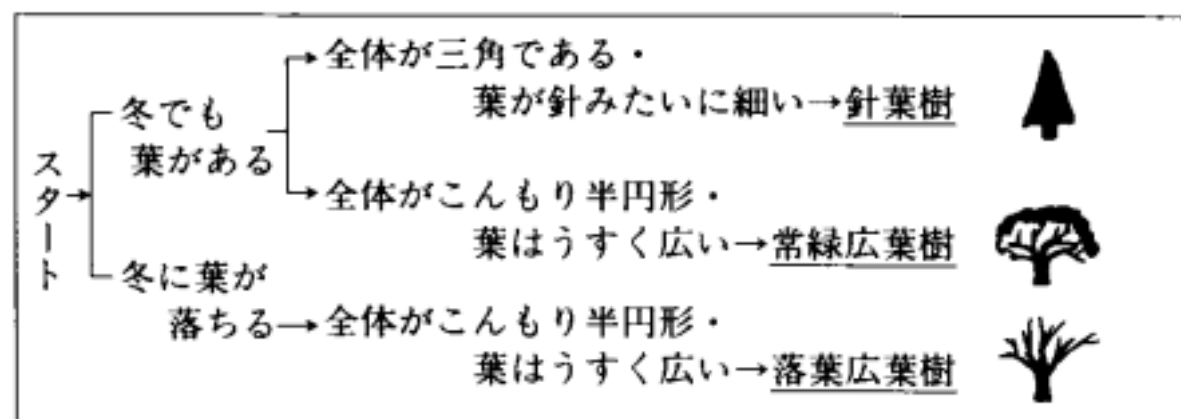 スタート
冬でも
葉がある
全体が三角である・
葉が針みたいに細い→針葉樹
全体がこんもり半円形・
葉はうすく広い→常緑広葉樹
冬に葉が
落ちる→全体がこんもり半円形・
葉はうすく広い→落葉広葉樹